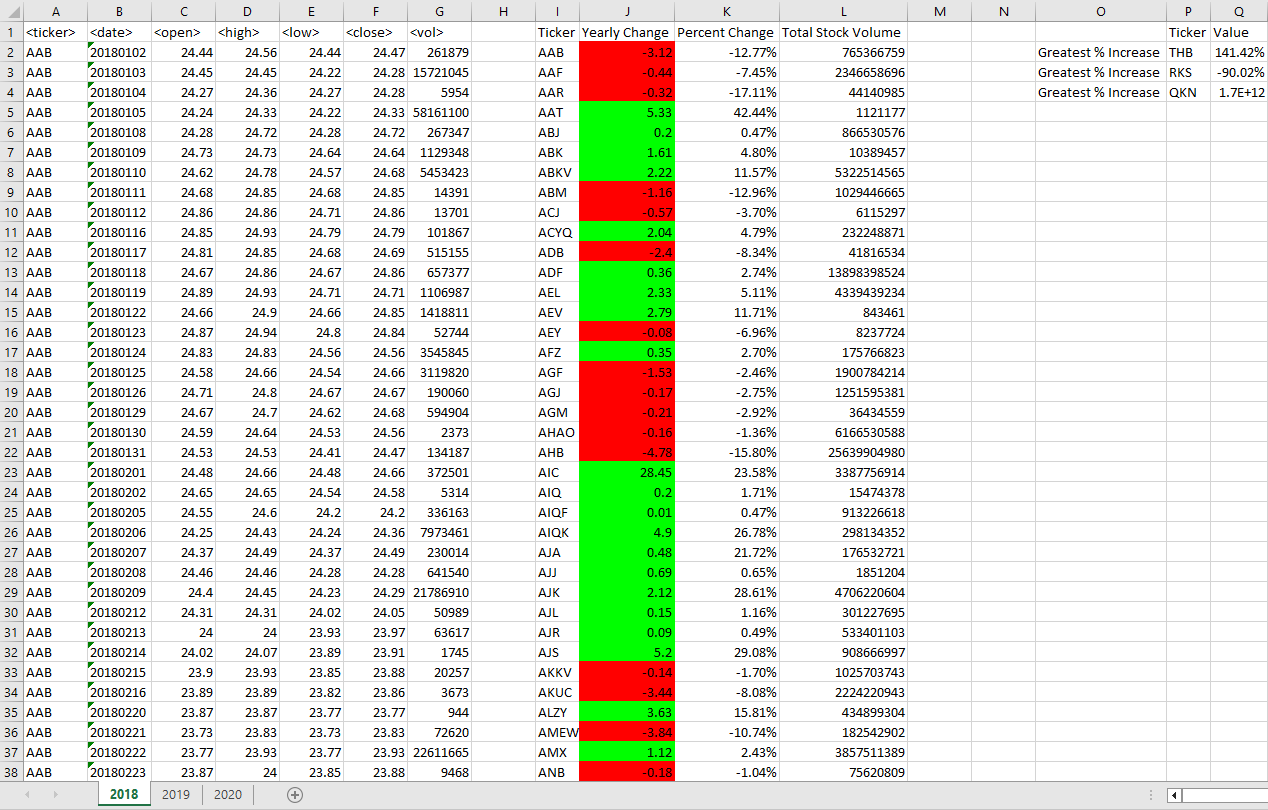 A B C D E F G H I J K L M N O P Q
1 <ticker> <date> <open> <high> <low> <close> <vol> Ticker Yearly Change Percent Change Total Stock Volume Ticker Value
2 AAB 20180102 24.44 24.56 24.44 24.47 261879 AAB -3.12 -12.77% 765366759 Greatest % Increase THB 141.42%
3 AAB 20180103 24.45 24.45 24.22 24.28 15721045 AAF -0.44 -7.45% 2346658696 Greatest % Increase RKS -90.02%
4 AAB 20180104 24.27 24.36 24.27 24.28 5954 AAR -0.32 -17.11% 44140985 Greatest % Increase QKN 1.7E+12
5 AAB 20180105 24.24 24.33 24.22 24.33 58161100 AAT 5.33 42.44% 1121177
6 AAB 20180108 24.28 24.72 24.28 24.72 267347 ABJ 0.2 0.47% 866530576
7 AAB 20180109 24.73 24.73 24.64 24.64 1129348 ABK 1.61 4.80% 10389457
8 AAB 20180110 24.62 24.78 24.57 24.68 5453423 ABKV 2.22 11.57% 5322514565
9 AAB 20180111 24.68 24.85 24.68 24.85 14391 ABM -1.16 -12.96% 1029446665
10 AAB 20180112 24.86 24.86 24.71 24.86 13701 ACJ -0.57 -3.70% 6115297
11 AAB 20180116 24.85 24.93 24.79 24.79 101867 ACYQ 2.04 4.79% 232248871
12 AAB 20180117 24.81 24.85 24.68 24.69 515155 ADB -2.4 -8.34% 41816534
13 AAB 20180118 24.67 24.86 24.67 24.86 657377 ADF 0.36 2.74% 13898398524
14 AAB 20180119 24.89 24.93 24.71 24.71 1106987 AEL 2.33 5.11% 4339439234
15 AAB 20180122 24.66 24.9 24.66 24.85 1418811 AEV 2.79 11.71% 843461
16 AAB 20180123 24.87 24.94 24.8 24.84 52744 AEY -0.08 -6.96% 8237724
17 AAB 20180124 24.83 24.83 24.56 24.56 3545845 AFZ 0.35 2.70% 175766823
18 AAB 20180125 24.58 24.66 24.54 24.66 3119820 AGF -1.53 -2.46% 1900784214
19 AAB 20180126 24.71 24.8 24.67 24.67 190060 AGJ -0.17 -2.75% 1251595381
20 AAB 20180129 24.67 24.7 24.62 24.68 594904 AGM -0.21 -2.92% 36434559
21 AAB 20180130 24.59 24.64 24.53 24.56 2373 AHAO -0.16 -1.36% 6166530588
22 AAB 20180131 24.53 24.53 24.41 24.47 134187 AHB -4.78 -15.80% 25639904980
23 AAB 20180201 24.48 24.66 24.48 24.66 372501 AIC 28.45 23.58% 3387756914
24 AAB 20180202 24.65 24.65 24.54 24.58 5314 AIQ 0.2 1.71% 15474378
25 AAB 20180205 24.55 24.6 24.2 24.2 336163 AIQF 0.01 0.47% 913226618
26 AAB 20180206 24.25 24.43 24.24 24.36 7973461 AIQK 4.9 26.78% 298134352
27 AAB 20180207 24.37 24.49 24.37 24.49 230014 AJA 0.48 21.72% 176532721
28 AAB 20180208 24.46 24.46 24.28 24.28 641540 AJJ 0.69 0.65% 1851204
29 AAB 20180209 24.4 24.45 24.23 24.29 21786910 AJK 2.12 28.61% 4706220604
30 AAB 20180212 24.31 24.31 24.02 24.05 50989 AJL 0.15 1.16% 301227695
31 AAB 20180213 24 24 23.93 23.97 63617 AJR 0.09 0.49% 533401103
32 AAB 20180214 24.02 24.07 23.89 23.91 1745 AJS 5.2 29.08% 908666997
33 AAB 20180215 23.9 23.93 23.85 23.88 20257 AKKV -0.14 -1.70% 1025703743
34 AAB 20180216 23.89 23.89 23.82 23.86 3673 AKUC -3.44 -8.08% 2224220943
35 AAB 20180220 23.87 23.87 23.77 23.77 944 ALZY 3.63 15.81% 434899304
36 AAB 20180221 23.73 23.83 23.73 23.83 72620 AMEW -3.84 -10.74% 182542902
37 AAB 20180222 23.77 23.93 23.77 23.93 22611665 AMX 1.12 2.43% 3857511389
38 AAB 20180223 23.87 24 23.85 23.88 9468 ANB -0.18 -1.04% 75620809
2018 2019 2020